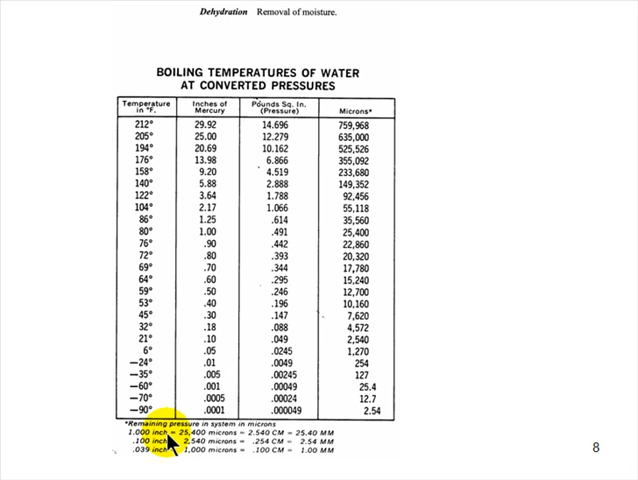 Dehydration Removal of moisture.
BOILING TEMPERATURES OF WATER
AT CONVERTED PRESSURES
Temperature in °F. Inches of Mercury Pounds Sq. In. (Pressure) Microns*
212° 29.92 14.696 759,968
205° 25.00 12.279 635,000
194° 20.69 10.162 525,526
176° 13.98 6.866 355,092
158° 9.20 4.519 233,680
140° 5.88 2.888 149,352
122° 3.64 1.788 92,456
104° 2.17 1.066 55,118
86° 1.25 .614 35,560
80° 1.00 .491 25,400
76° .90 .442 22,860
72° .80 .393 20,320
69° .70 .344 17,780
64° .60 .295 15,240
59° .50 .246 12,700
53° .40 .196 10,160
45° .30 .147 7,620
32° .18 .088 4,572
21° .10 .049 2,540
6° .05 .0245 1,270
—24° .01 .0049 254
—35° .005 .00245 127
—60° .001 .00049 25.4
—70° .0005 .00024 12.7
—90° .0001 .000049 2.54
*Remaining pressure in system in microns
1.000 inch = 25,400 microns = 2.540 CM = 25.40 MM
.100 inch = 2,540 microns = .254 CM = 2.54 MM
.039 inch = 1,000 microns = .100 CM = 1.00 MM
8